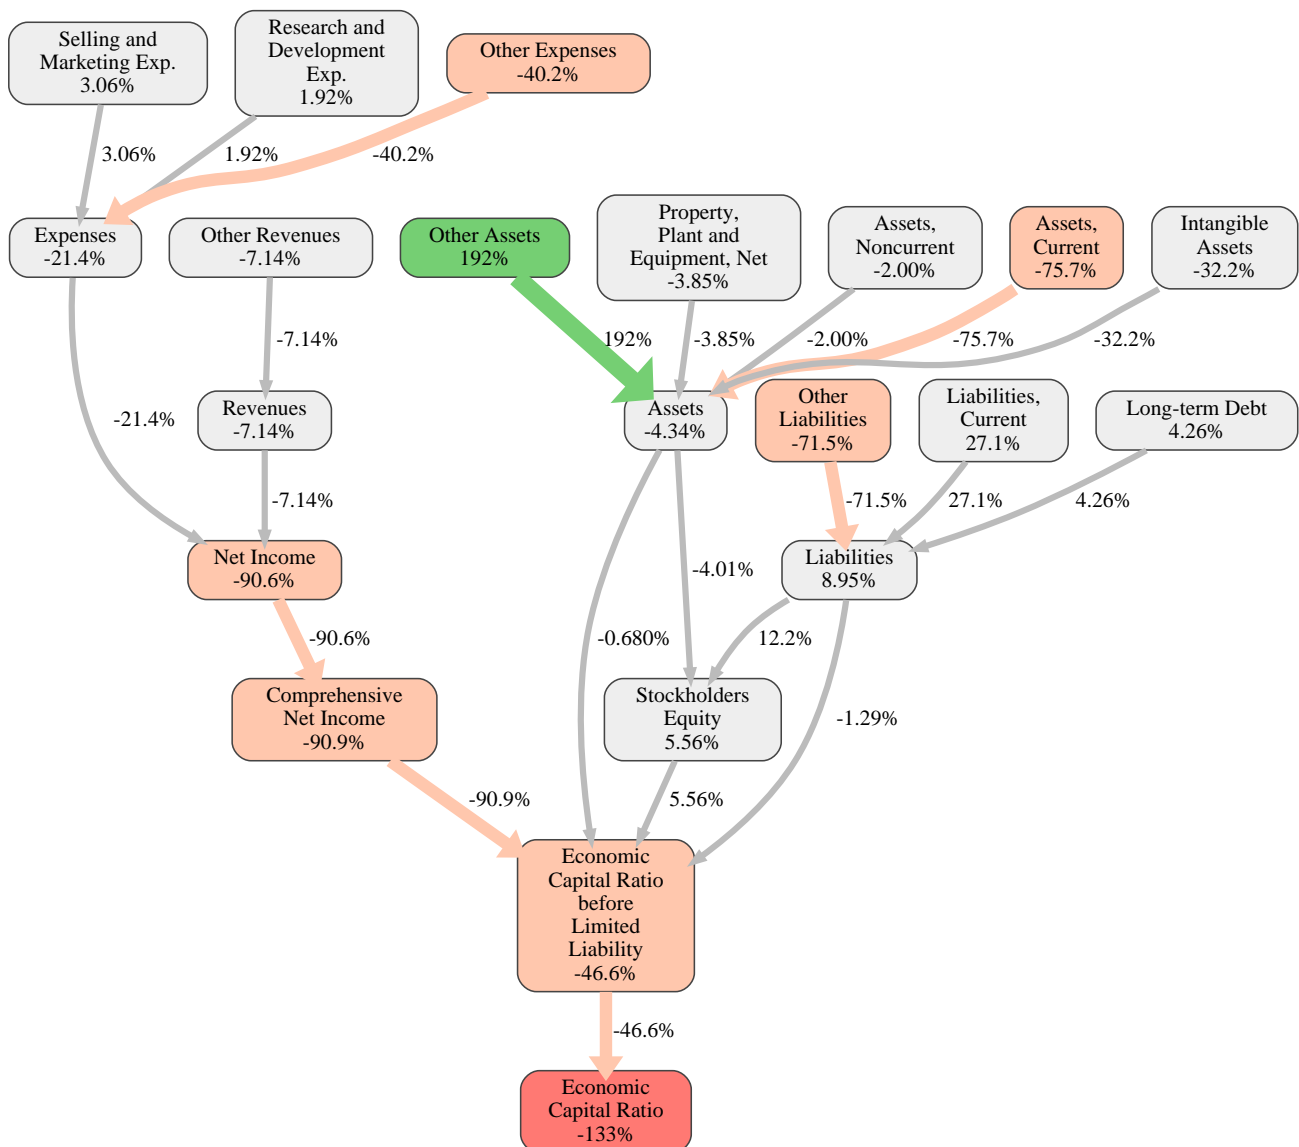 Selling and
Marketing Exp.
3.06%
Research and
Development
Exp.
1.92%
Other Expenses
-40.2%
3.06%
1.92%
-40.2%
Expenses
-21.4%
Other Revenues
-7.14%
Other Assets
192%
Property,
Plant and
Equipment, Net
-3.85%
Assets,
Noncurrent
-2.00%
Assets,
Current
-75.7%
Intangible
Assets
-32.2%
-7.14%
192%
-3.85%
-2.00%
-75.7%
-32.2%
-21.4%
Revenues
-7.14%
Assets
-4.34%
Other
Liabilities
-71.5%
Liabilities,
Current
27.1%
Long-term Debt
4.26%
-7.14%
-71.5%
27.1%
4.26%
Net Income
-90.6%
-4.01%
Liabilities
8.95%
-90.6%
-0.680%
12.2%
Comprehensive
Net Income
-90.9%
Stockholders
Equity
5.56%
-1.29%
-90.9%
5.56%
Economic
Capital Ratio
before
Limited
Liability
-46.6%
-46.6%
Economic
Capital Ratio
-133%